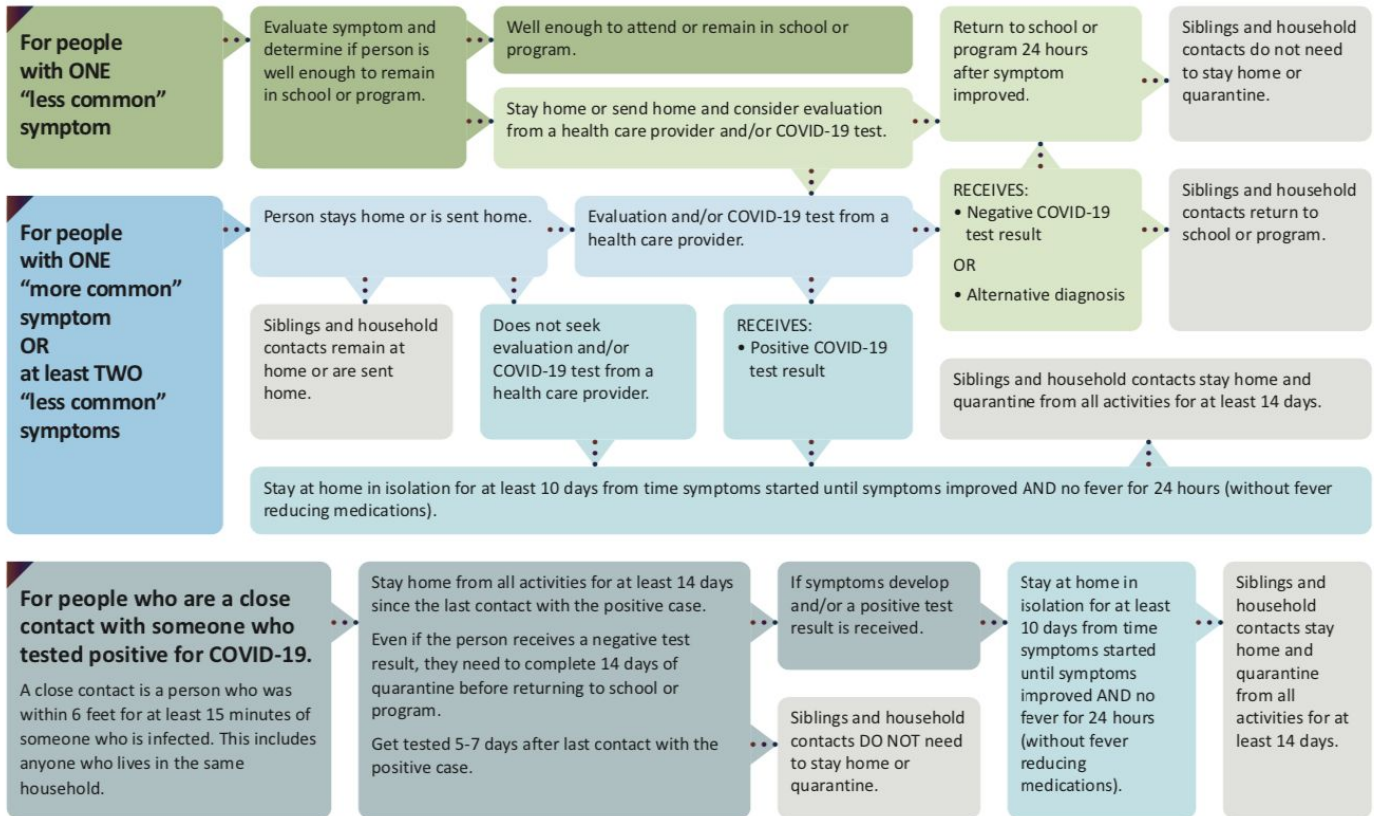 For people
with ONE
“less common”
symptom
Evaluate symptom and
determine if person is
well enough to remain
in school or program.
Well enough to attend or remain in school or
program.
Stay home or send home and consider evaluation
from a health care provider and/or COVID-19 test.
Return to school or
program 24 hours
after symptom
improved.
Siblings and household
contacts do not need
to stay home or
quarantine.
For people
with ONE
“more common”
symptom
OR
at least TWO
“less common”
symptoms
Person stays home or is sent home.
Evaluation and/or COVID-19 test from a
health care provider.
RECEIVES:
• Negative COVID-19
test result
OR
• Alternative diagnosis
Siblings and household
contacts return to
school or program.
Siblings and household
contacts remain at
home or are sent
home.
Does not seek
evaluation and/or
COVID-19 test from a
health care provider.
RECEIVES:
• Positive COVID-19
test result
Siblings and household contacts stay home and
quarantine from all activities for at least 14 days.
Stay at home in isolation for at least 10 days from time symptoms started until symptoms improved AND no fever for 24 hours (without fever
reducing medications).
For people who are a close
contact with someone who
tested positive for COVID-19.
A close contact is a person who was
within 6 feet for at least 15 minutes of
someone who is infected. This includes
anyone who lives in the same
household.
Stay home from all activities for at least 14 days
since the last contact with the positive case.
Even if the person receives a negative test
result, they need to complete 14 days of
quarantine before returning to school or
program.
Get tested 5-7 days after last contact with the
positive case.
If symptoms develop
and/or a positive test
result is received.
Siblings and household
contacts DO NOT need
to stay home or
quarantine.
Stay at home in
isolation for at least
10 days from time
symptoms started
until symptoms
improved AND no
fever for 24 hours
(without fever
reducing
medications).
Siblings and
household
contacts stay
home and
quarantine
from all
activities for at
least 14 days.